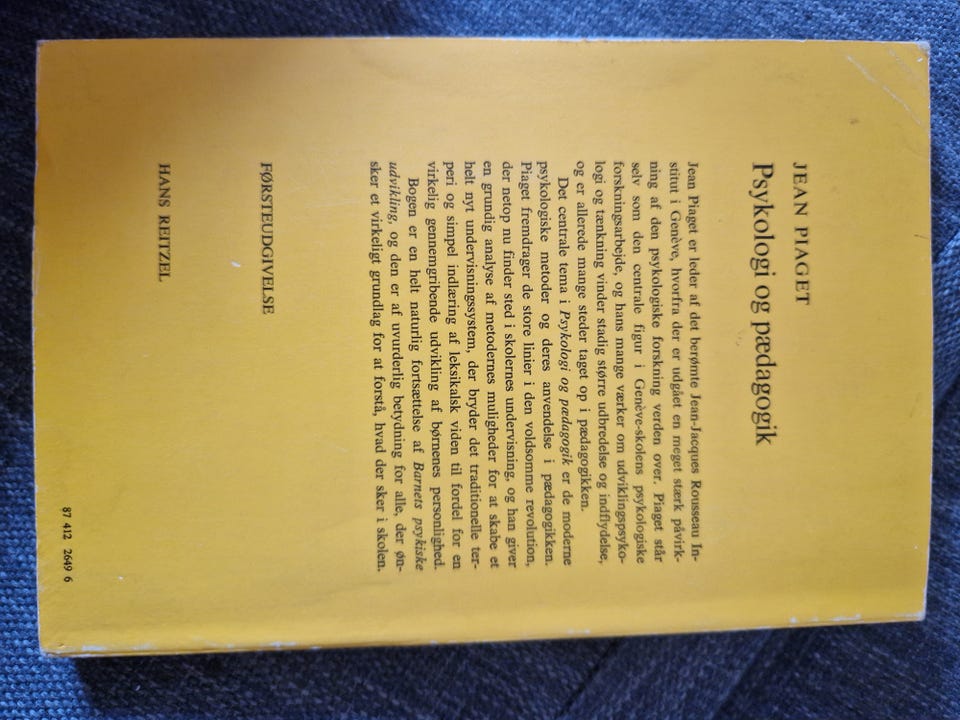 JEAN PIAGET
Psykologi og pædagogik
Jean Piaget er leder af det berømte Jean-Jacques Rousseau In-
stitut i Genève, hvorfra der er udgået en meget stærk påvirk-
ning af den psykologiske forskning verden over. Piaget står
selv som den centrale figur i Genève-skolens psykologiske
forskningsarbejde, og hans mange værker om udviklingspsyko-
logi og tænkning vinder stadig større udbredelse og indflydelse,
og er allerede mange steder taget op i pædagogikken.
Det centrale tema i Psykologi og pædagogik er de moderne
psykologiske metoder og deres anvendelse i pædagogikken.
Piaget fremdrager de store linier i den voldsomme revolution,
der netop nu finder sted i skolernes undervisning, og han giver
en grundig analyse af metodernes muligheder for at skabe et
helt nyt undervisningssystem, der bryder det traditionelle ter-
peri og simpel indlæring af leksikalsk viden til fordel for en
virkelig gennemgribende udvikling af børnenes personlighed.
Bogen er en helt naturlig fortsættelse af Barnets psykiske
udvikling, og den er af uvurderlig betydning for alle, der øn-
sker et virkeligt grundlag for at forstå, hvad der sker i skolen.
FØRSTEUDGIVELSE
HANS REITZEL
87 412 2649 6